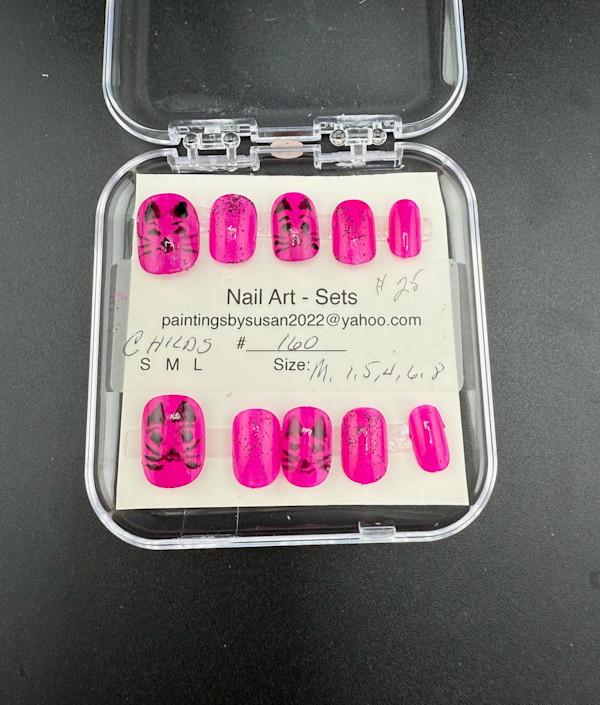 # 25
Nail Art - Sets
paintingsbysusan2022@yahoo.com
CHILDS # 160
S M L Size: M, 1,5,4,6,8